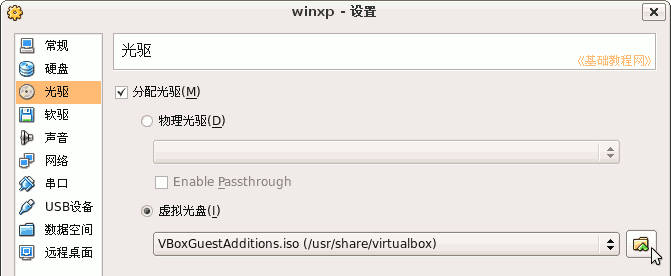 winxp - 设置
常规
硬盘
光驱
软驱
声音
网络
串口
USB设备
数据空间
远程桌面
光驱
《基础教程网》
分配光驱(M)
物理光驱(D)
Enable Passthrough
虚拟光盘(I)
VBoxGuestAdditions.iso (/usr/share/virtualbox)